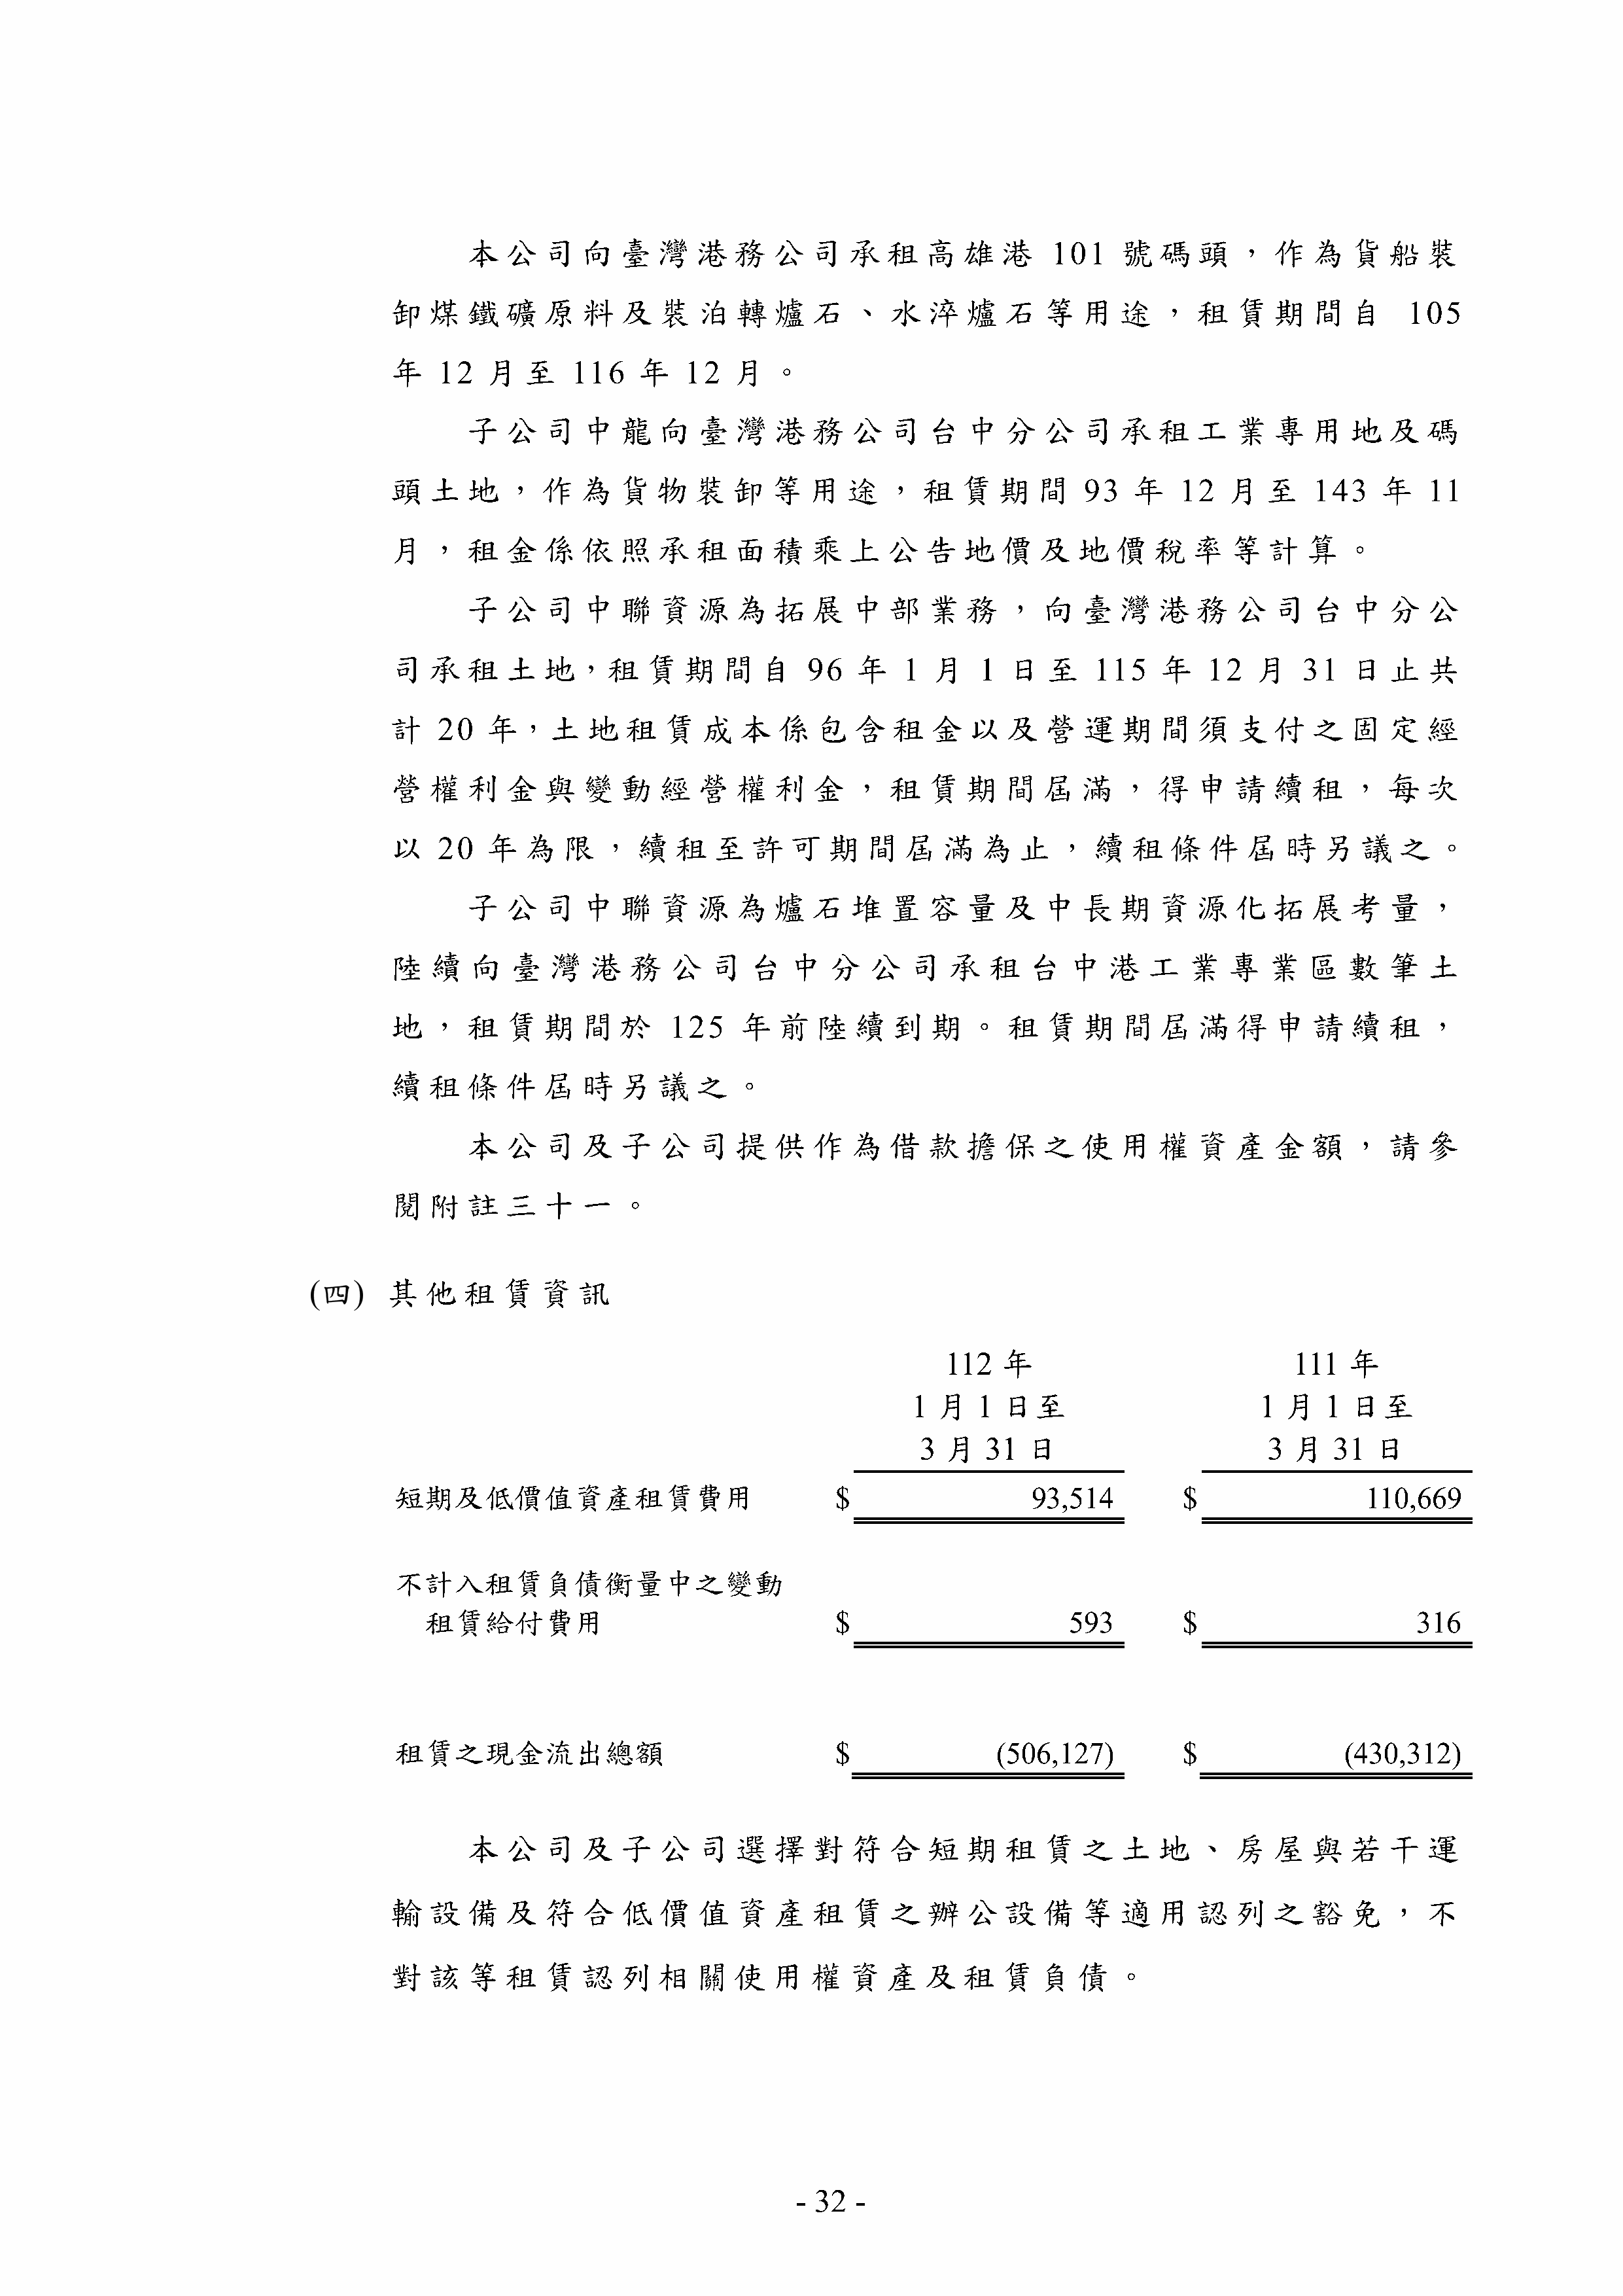 本公司向臺灣港務公司承租高雄港 101 號碼頭，作為貨船裝
卸煤鐵礦原料及裝泊轉爐石、水淬爐石等用途，租賃期間自 105
年 12 月至 116 年 12 月。
子公司中龍向臺灣港務公司台中分公司承租工業專用地及碼
頭土地，作為貨物裝卸等用途，租賃期間 93 年 12 月至 143 年 11
月，租金係依照承租面積乘上公告地價及地價稅率等計算。
子公司中聯資源為拓展中部業務，向臺灣港務公司台中分公
司承租土地，租賃期間自 96 年 1 月 1 日至 115 年 12 月 31 日止共
計 20 年，土地租賃成本係包含租金以及營運期間須支付之固定經
營權利金與變動經營權利金，租賃期間屆滿，得申請續租，每次
以 20 年為限，續租至許可期間屆滿為止，續租條件屆時另議之。
子公司中聯資源為爐石堆置容量及中長期資源化拓展考量，
陸續向臺灣港務公司台中分公司承租台中港工業專業區數筆土
地，租賃期間於 125 年前陸續到期。租賃期間屆滿得申請續租，
續租條件屆時另議之。
本公司及子公司提供作為借款擔保之使用權資產金額，請參
閱附註三十一。
(四) 其他租賃資訊
112 年 111 年
1 月 1 日至 1 月 1 日至
3 月 31 日 3 月 31 日
短期及低價值資產租賃費用 $ 93,514 $ 110,669
不計入租賃負債衡量中之變動
租賃給付費用 $ 593 $ 316
租賃之現金流出總額 $ (506,127) $ (430,312)
本公司及子公司選擇對符合短期租賃之土地、房屋與若干運
輸設備及符合低價值資產租賃之辦公設備等適用認列之豁免，不
對該等租賃認列相關使用權資產及租賃負債。
- 32 -